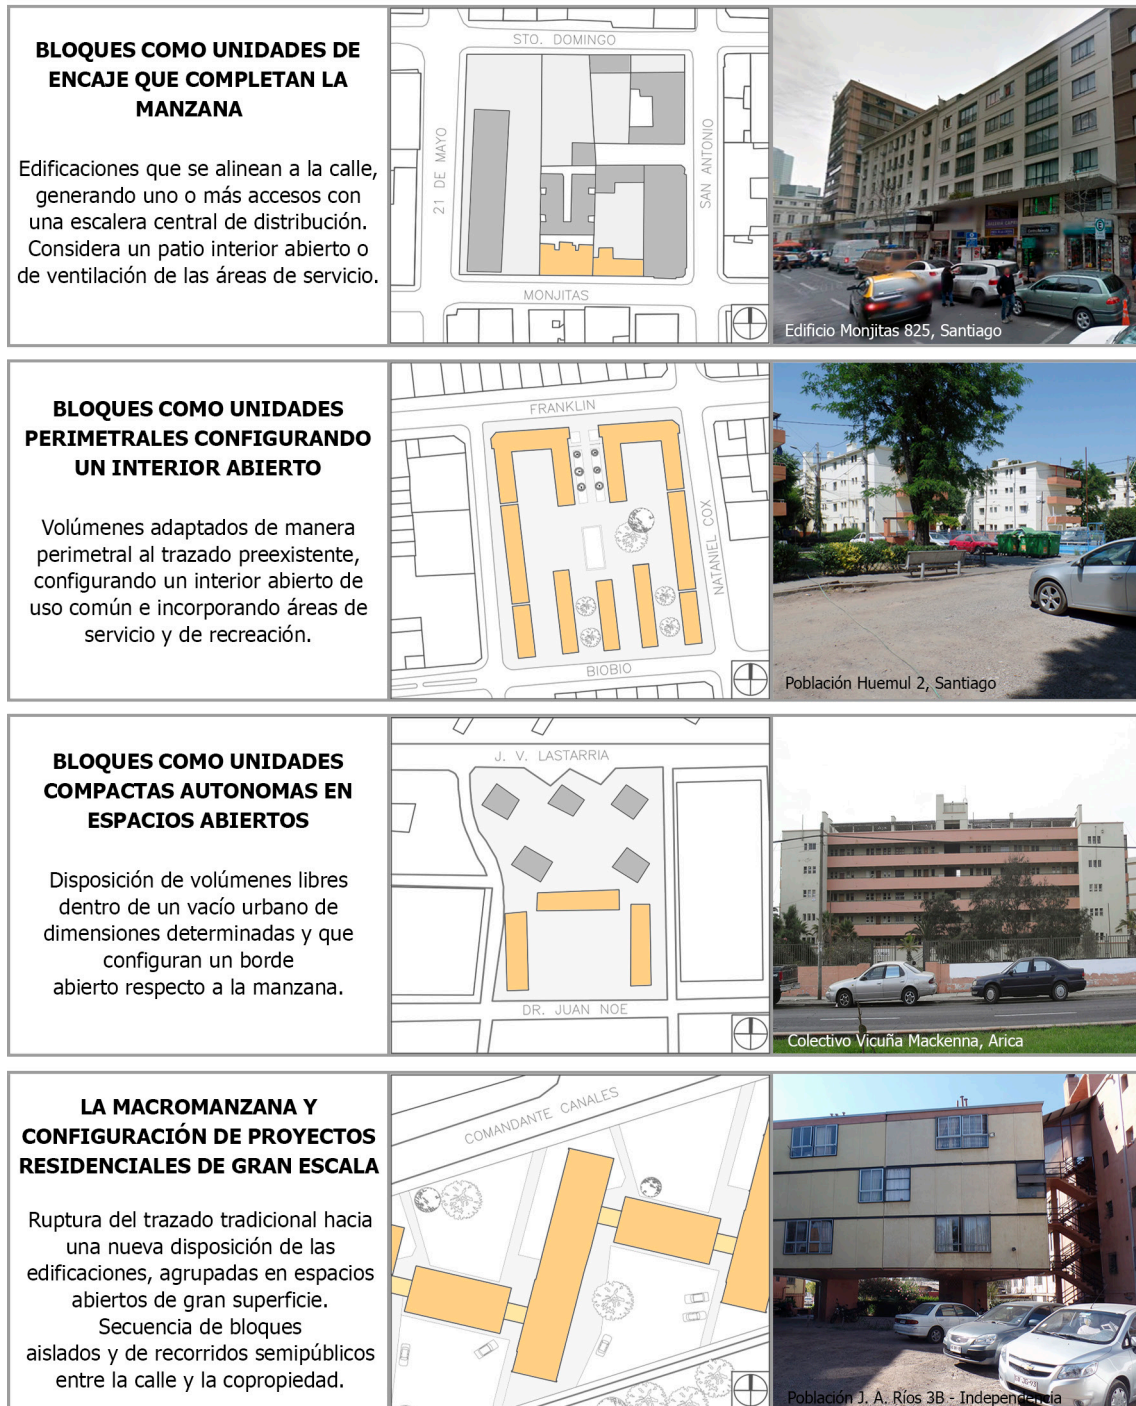 BLOQUES COMO UNIDADES DE
ENCAJE QUE COMPLETAN LA
MANZANA
Edificaciones que se alinean a la calle,
generando uno o más accesos con
una escalera central de distribución.
Considera un patio interior abierto o
de ventilación de las áreas de servicio.
STO. DOMINGO
21 DE MAYO
SAN ANTONIO
MONJITAS
Edificio Monjitas 825, Santiago
BLOQUES COMO UNIDADES
PERIMETRALES CONFIGURANDO
UN INTERIOR ABIERTO
Volúmenes adaptados de manera
perimetral al trazado preexistente,
configurando un interior abierto de
uso común e incorporando áreas de
servicio y de recreación.
FRANKLIN
NATANIEL COX
BIOBIO
Población Huemul 2, Santiago
BLOQUES COMO UNIDADES
COMPACTAS AUTONOMAS EN
ESPACIOS ABIERTOS
Disposición de volúmenes libres
dentro de un vacío urbano de
dimensiones determinadas y que
configuran un borde
abierto respecto a la manzana.
J. V. LASTARRIA
DR. JUAN NOE
Colectivo Vicuña Mackenna, Arica
LA MACROMANZANA Y
CONFIGURACIÓN DE PROYECTOS
RESIDENCIALES DE GRAN ESCALA
Ruptura del trazado tradicional hacia
una nueva disposición de las
edificaciones, agrupadas en espacios
abiertos de gran superficie.
Secuencia de bloques
aislados y de recorridos semipúblicos
entre la calle y la copropiedad.
COMANDANTE CANALES
Población J. A. Ríos 3B - Independencia